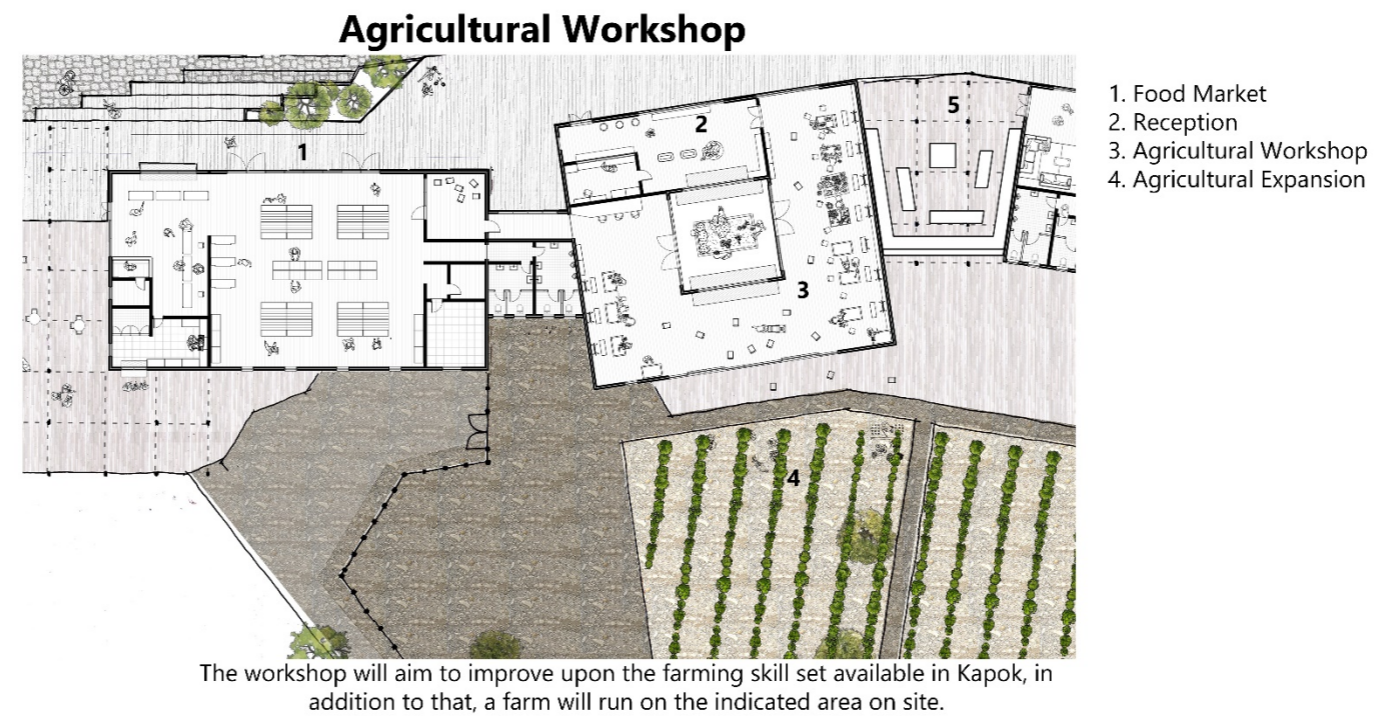 Agricultural Workshop
1. Food Market
2. Reception
3. Agricultural Workshop
4. Agricultural Expansion
5
2
1
3
4
The workshop will aim to improve upon the farming skill set available in Kapok, in
addition to that, a farm will run on the indicated area on site.